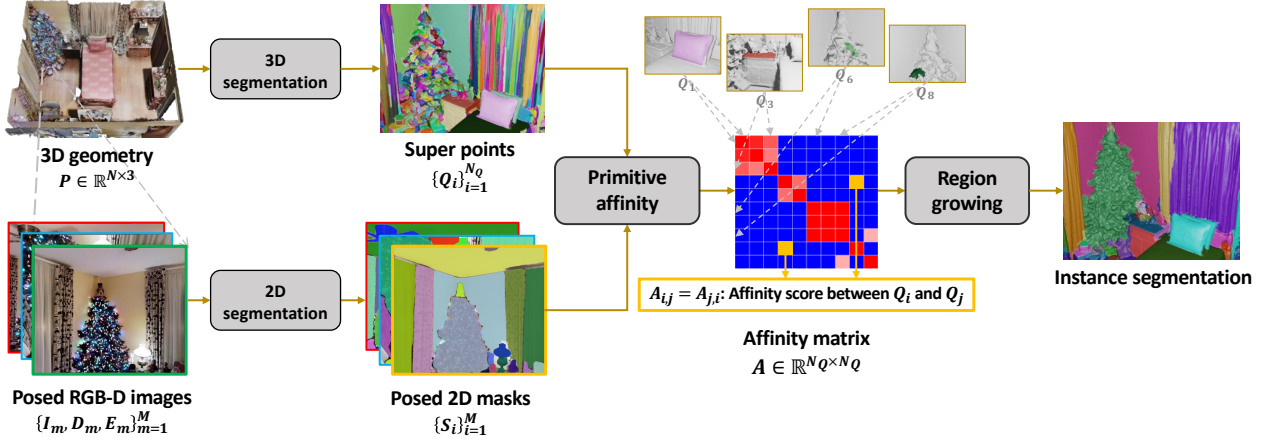 3D geometry
P ∈ ℝ^{N×3}
3D
segmentation
Super points
{Q_i}_{i=1}^{N_Q}
Posed RGB-D images
{I_m, D_m, E_m}_{m=1}^{M}
2D
segmentation
Posed 2D masks
{S_i}_{i=1}^{M}
Primitive
affinity
Q_1
Q_3
Q_6
Q_8
A_{i,j} = A_{j,i}: Affinity score between Q_i and Q_j
Affinity matrix
A ∈ ℝ^{N_Q×N_Q}
Region
growing
Instance segmentation